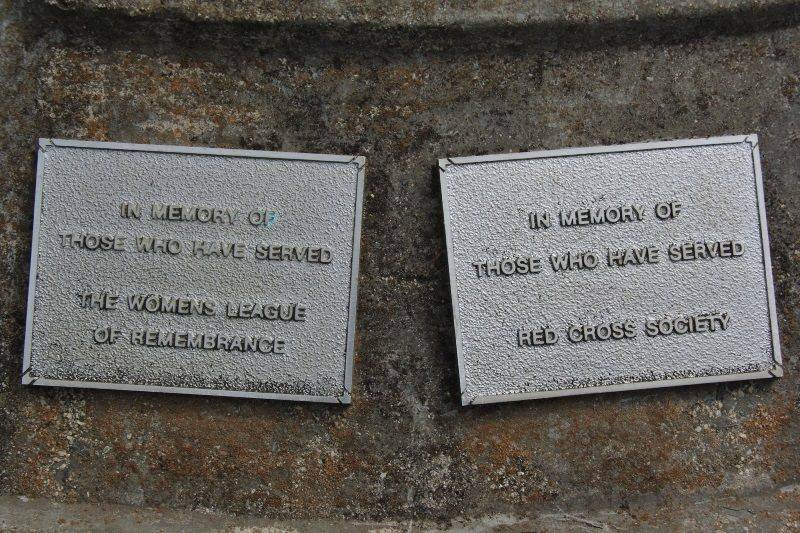 IN MEMORY OF
THOSE WHO HAVE SERVED
THE WOMENS LEAGUE
OF REMEMBRANCE
IN MEMORY OF
THOSE WHO HAVE SERVED
RED CROSS SOCIETY